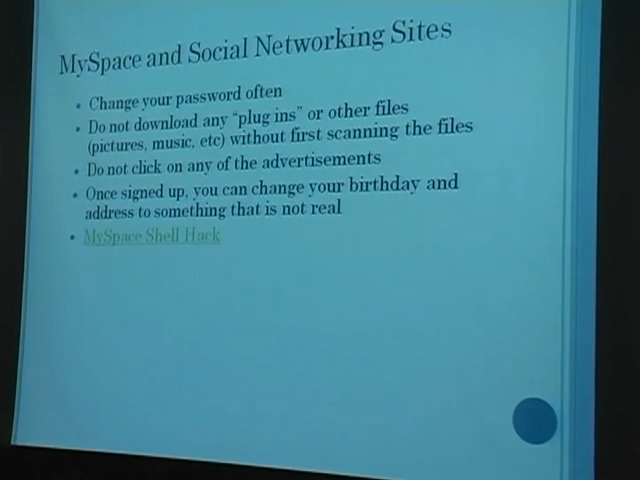 MySpace and Social Networking Sites
• Change your password often
• Do not download any “plug ins” or other files
(pictures, music, etc) without first scanning the files
• Do not click on any of the advertisements
• Once signed up, you can change your birthday and
address to something that is not real
• MySpace Shell Hack